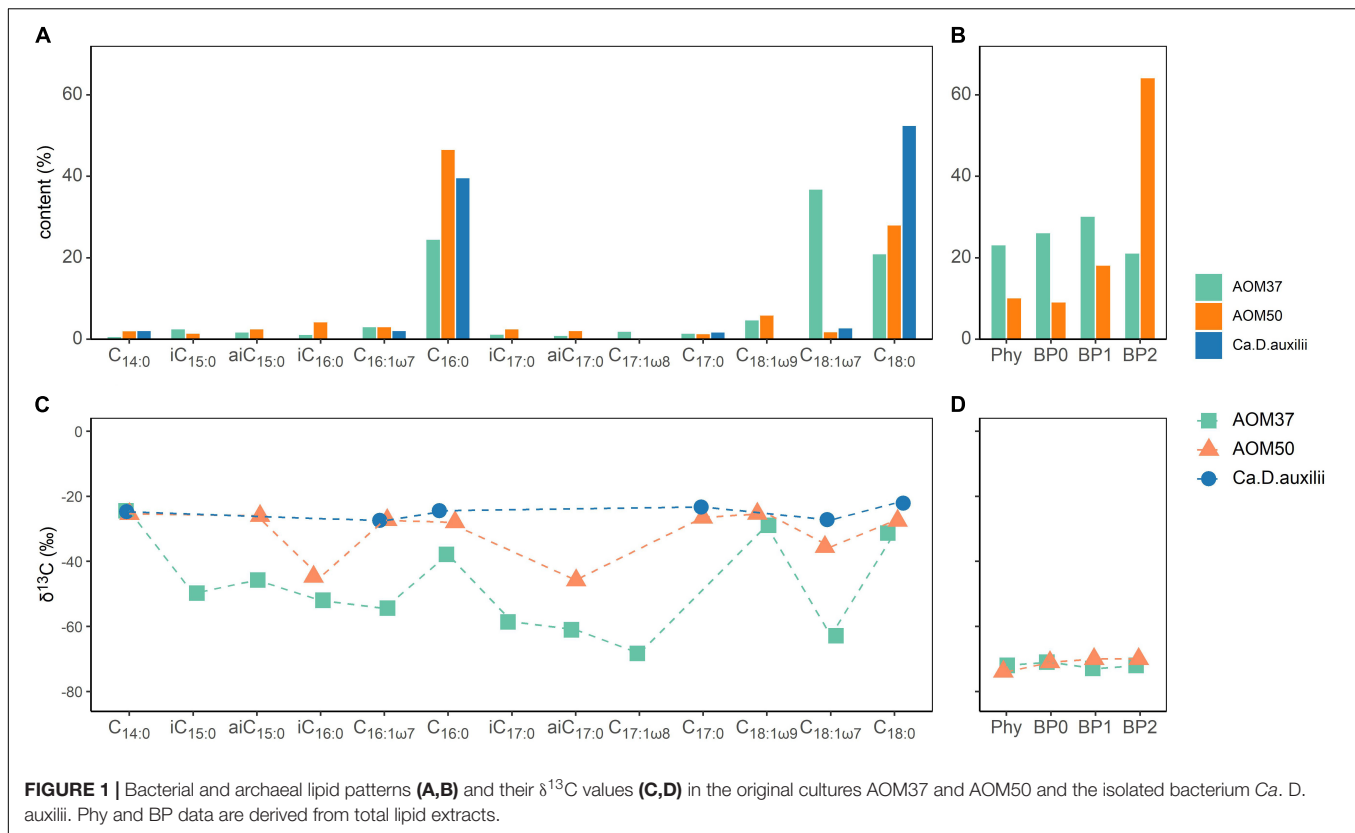 A
B
content (%)
60
40
20
0
60
40
20
0
C14:0 iC15:0 aiC15:0 iC16:0 C16:1ω7 C16:0 iC17:0 aiC17:0 C17:1ω8 C17:0 C18:1ω9 C18:1ω7 C18:0
Phy BP0 BP1 BP2
AOM37
AOM50
Ca.D.auxilii
C
D
δ13C (‰)
0
-20
-40
-60
-80
C14:0 iC15:0 aiC15:0 iC16:0 C16:1ω7 C16:0 iC17:0 aiC17:0 C17:1ω8 C17:0 C18:1ω9 C18:1ω7 C18:0
Phy BP0 BP1 BP2
AOM37
AOM50
Ca.D.auxilii
FIGURE 1 | Bacterial and archaeal lipid patterns (A,B) and their δ13C values (C,D) in the original cultures AOM37 and AOM50 and the isolated bacterium Ca. D.
auxilii. Phy and BP data are derived from total lipid extracts.